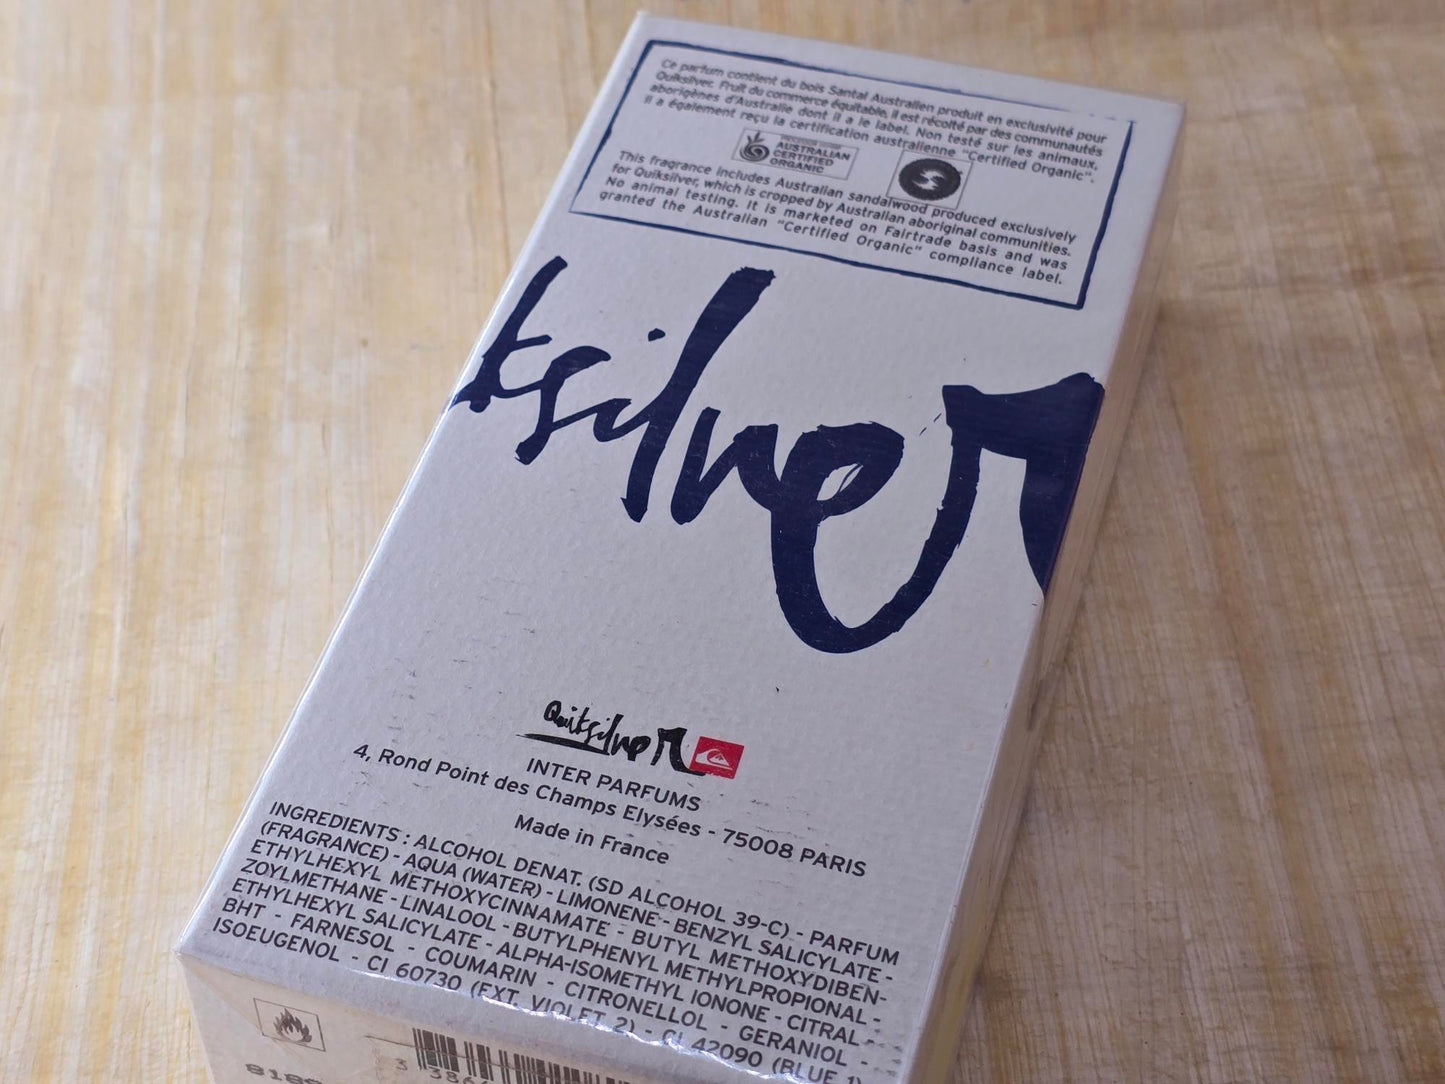 Ce parfum contient du bois Santal Australien produit en exclusivité pour
Quiksilver. Fruit du commerce équitable, il est récolté par des communautés
aborigènes d'Australie dont il a le label. Non testé sur les animaux,
il a également reçu la certification australienne "Certified Organic".
AUSTRALIAN
CERTIFIED
ORGANIC
This fragrance includes Australian sandalwood produced exclusively
for Quiksilver, which is cropped by Australian aboriginal communities.
No animal testing. It is marketed on Fairtrade basis and was
granted the Australian "Certified Organic" compliance label.
ksilver
Quiksilver
INTER PARFUMS
4, Rond Point des Champs Elysées - 75008 PARIS
Made in France
INGREDIENTS : ALCOHOL DENAT. (SD ALCOHOL 39-C) - PARFUM
(FRAGRANCE) - AQUA (WATER) - LIMONENE - BENZYL SALICYLATE -
ETHYLHEXYL METHOXYCINNAMATE - BUTYL METHOXYDIBEN-
ZOYLMETHANE - LINALOOL - BUTYLPHENYL METHYLPROPIONAL -
ETHYLHEXYL SALICYLATE - ALPHA-ISOMETHYL IONONE - CITRAL -
BHT - FARNESOL - COUMARIN - CITRONELLOL - GERANIOL -
ISOEUGENOL - CI 60730 (EXT. VIOLET 2) - CI 42090 (BLUE 1)
3 3864